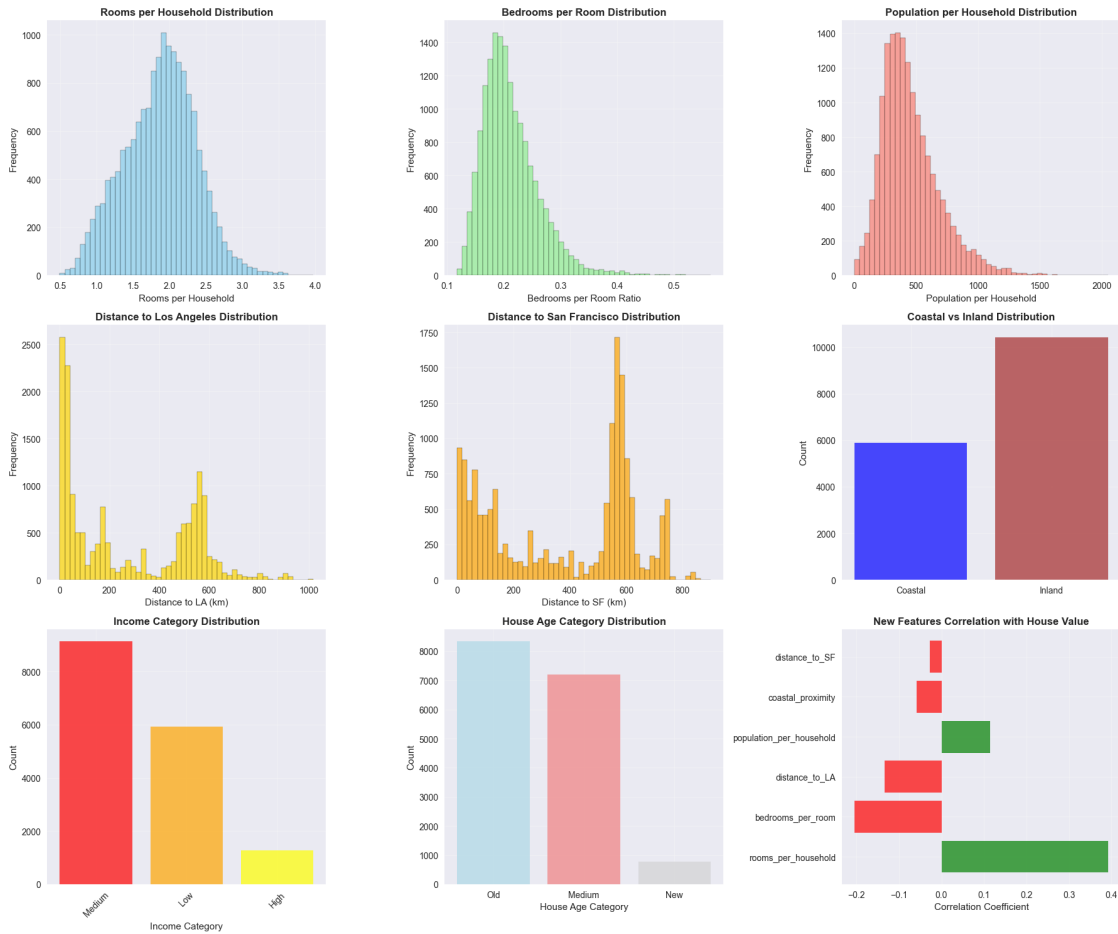 Rooms per Household Distribution
Frequency
1000
800
600
400
200
0
0.5 1.0 1.5 2.0 2.5 3.0 3.5 4.0
Rooms per Household
Bedrooms per Room Distribution
Frequency
1400
1200
1000
800
600
400
200
0
0.1 0.2 0.3 0.4 0.5
Bedrooms per Room Ratio
Population per Household Distribution
Frequency
1400
1200
1000
800
600
400
200
0
0 500 1000 1500 2000
Population per Household
Distance to Los Angeles Distribution
Frequency
2500
2000
1500
1000
500
0
0 200 400 600 800 1000
Distance to LA (km)
Distance to San Francisco Distribution
Frequency
1750
1500
1250
1000
750
500
250
0
0 200 400 600 800
Distance to SF (km)
Coastal vs Inland Distribution
Count
10000
8000
6000
4000
2000
0
Coastal Inland
Income Category Distribution
Count
8000
6000
4000
2000
0
Medium Low High
Income Category
House Age Category Distribution
Count
8000
7000
6000
5000
4000
3000
2000
1000
0
Old Medium New
House Age Category
New Features Correlation with House Value
distance_to_SF
coastal_proximity
population_per_household
distance_to_LA
bedrooms_per_room
rooms_per_household
−0.2 −0.1 0.0 0.1 0.2 0.3 0.4
Correlation Coefficient